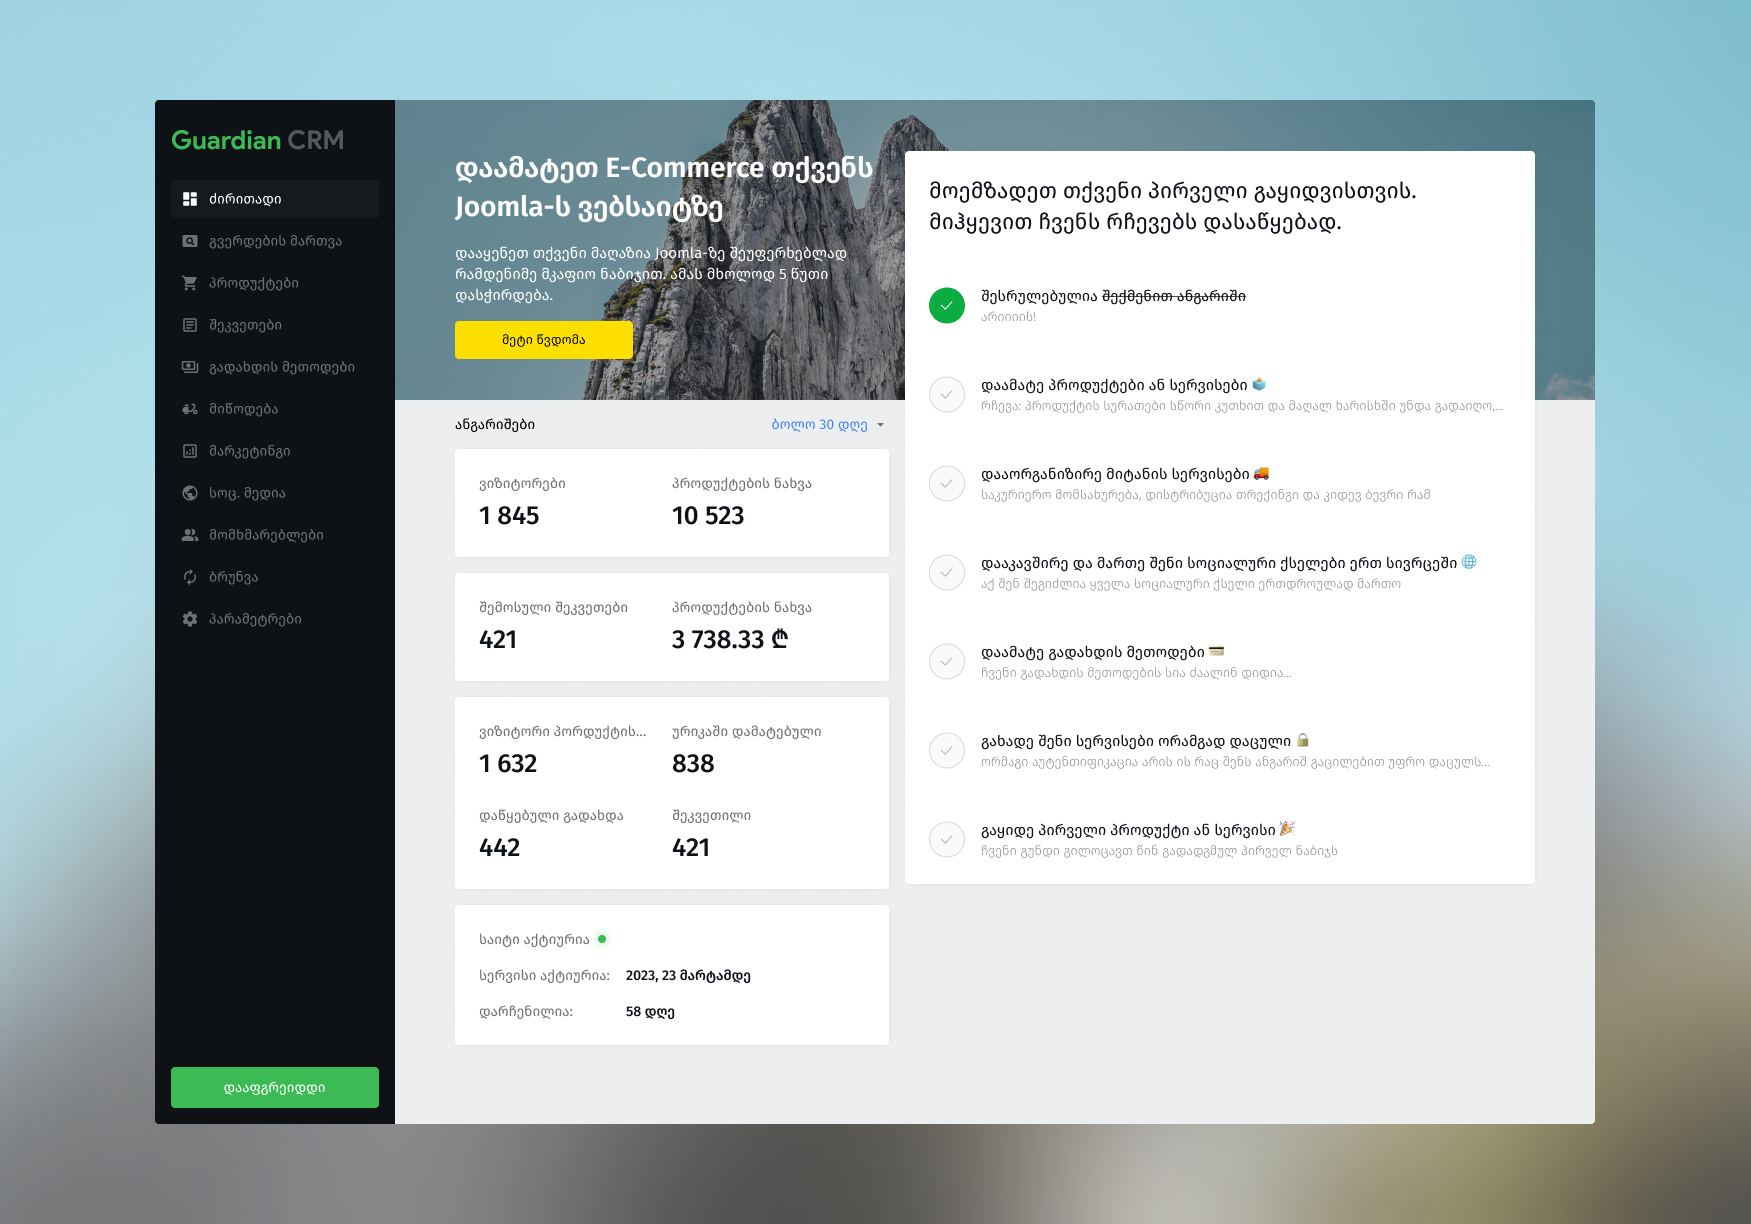 Guardian CRM
ძირითადი
გვერდების მართვა
პროდუქტები
შეკვეთები
გადახდის მეთოდები
მიწოდება
მარკეტინგი
სოც. მედია
მომხმარებლები
ბრუნვა
პარამეტრები
დააფგრეიდდი
დაამატეთ E-Commerce თქვენს
Joomla-ს ვებსაიტზე
დააყენეთ თქვენი მაღაზია Joomla-ზე შეუფერხებლად
რამდენიმე მკაფიო ნაბიჯით. ამას მხოლოდ 5 წუთი
დასჭირდება.
მეტი წვდომა
ანგარიშები
ბოლო 30 დღე
ვიზიტორები
პროდუქტების ნახვა
1 845
10 523
შემოსული შეკვეთები
პროდუქტების ნახვა
421
3 738.33 ₾
ვიზიტორი პორდუქტის...
ურიკაში დამატებული
1 632
838
დაწყებული გადახდა
შეკვეთილი
442
421
საიტი აქტიურია
სერვისი აქტიურია: 2023, 23 მარტამდე
დარჩენილია: 58 დღე
მოემზადეთ თქვენი პირველი გაყიდვისთვის.
მიჰყევით ჩვენს რჩევებს დასაწყებად.
შესრულებულია შექმენით ანგარიში
არიიიის!
დაამატე პროდუქტები ან სერვისები
რჩევა: პროდუქტის სურათები სწორი კუთხით და მაღალ ხარისხში უნდა გადაიღო,...
დაორგანიზირე მიტანის სერვისები
საკურიერო მომსახურება, დისტრიბუცია თრექინგი და კიდევ ბევრი რამ
დააკავშირე და მართე შენი სოციალური ქსელები ერთ სივრცეში
აქ შენ შეგიძლია ყველა სოციალური ქსელი ერთდროულად მართო
დაამატე გადახდის მეთოდები
ჩვენი გადახდის მეთოდების სია ძაალინ დიდია...
გახადე შენი სერვისები ორამგად დაცული
ორმაგი აუტენთიფიკაცია არის ის რაც შენს ანგარიშ გაცილებით უფრო დაცულს...
გაყიდე პირველი პროდუქტი ან სერვისი
ჩვენი გუნდი გილოცავთ წინ გადადგმულ პირველ ნაბიჯს